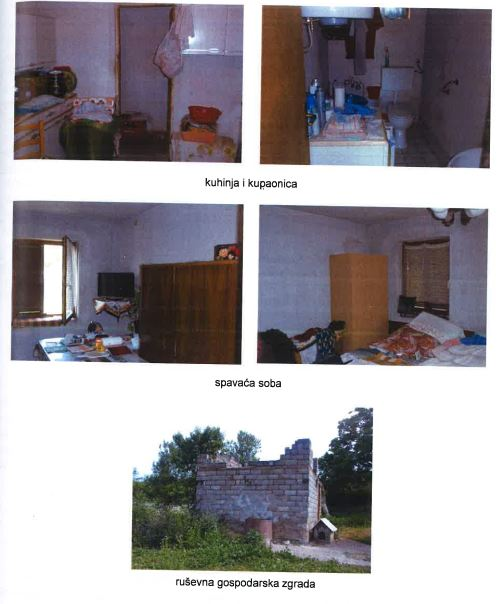 kuhinja i kupaonica
spavaća soba
ruševna gospodarska zgrada